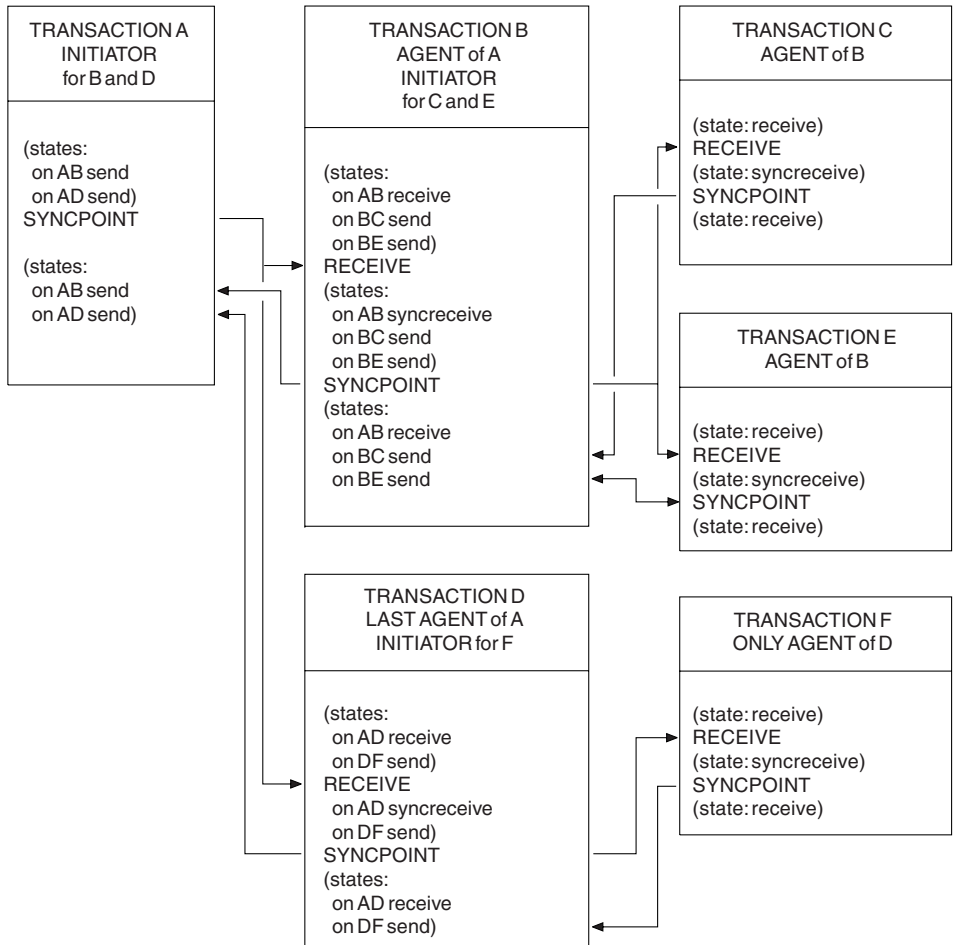 TRANSACTION A
INITIATOR
for B and D
(states:
on AB send
on AD send)
SYNCPOINT
(states:
on AB send
on AD send)
TRANSACTION B
AGENT of A
INITIATOR
for C and E
(states:
on AB receive
on BC send
on BE send)
RECEIVE
(states:
on AB syncreceive
on BC send
on BE send)
SYNCPOINT
(states:
on AB receive
on BC send
on BE send
TRANSACTION C
AGENT of B
(state: receive)
RECEIVE
(state: syncreceive)
SYNCPOINT
(state: receive)
TRANSACTION E
AGENT of B
(state: receive)
RECEIVE
(state: syncreceive)
SYNCPOINT
(state: receive)
TRANSACTION D
LAST AGENT of A
INITIATOR for F
(states:
on AD receive
on DF send)
RECEIVE
on AD syncreceive
on DF send)
SYNCPOINT
(states:
on AD receive
on DF send)
TRANSACTION F
ONLY AGENT of D
(state: receive)
RECEIVE
(state: syncreceive)
SYNCPOINT
(state: receive)